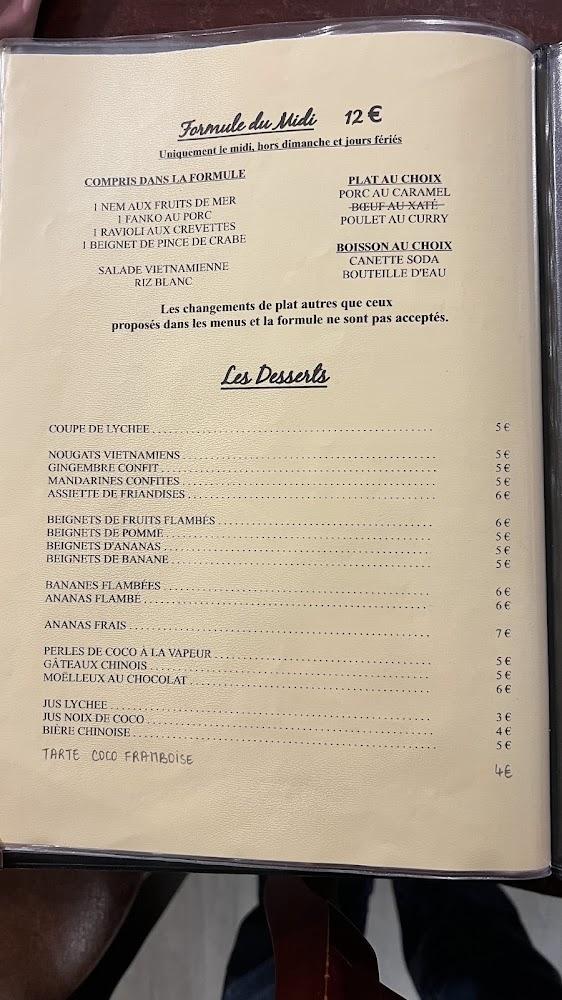 Formule du Midi 12 €
Uniquement le midi, hors dimanche et jours fériés
COMPRIS DANS LA FORMULE
1 NEM AUX FRUITS DE MER
1 FANKO AU PORC
1 RAVIOLI AUX CREVETTES
1 BEIGNET DE PINCE DE CRABE
SALADE VIETNAMIENNE
RIZ BLANC
PLAT AU CHOIX
PORC AU CARAMEL
BŒUF AU XATÉ
POULET AU CURRY
BOISSON AU CHOIX
CANETTE SODA
BOUTEILLE D'EAU
Les changements de plat autres que ceux
proposés dans les menus et la formule ne sont pas acceptés.
Les Desserts
COUPE DE LYCHEE 5 €
NOUGATS VIETNAMIENS 5 €
GINGEMBRE CONFIT 5 €
MANDARINES CONFITES 5 €
ASSIETTE DE FRIANDISES 6 €
BEIGNETS DE FRUITS FLAMBÉS 6 €
BEIGNETS DE POMME 5 €
BEIGNETS D'ANANAS 5 €
BEIGNETS DE BANANE 5 €
BANANES FLAMBÉES 6 €
ANANAS FLAMBÉ 6 €
ANANAS FRAIS 7 €
PERLES DE COCO À LA VAPEUR 5 €
GÂTEAUX CHINOIS 5 €
MOËLLEUX AU CHOCOLAT 6 €
JUS LYCHEE 3 €
JUS NOIX DE COCO 4 €
BIÈRE CHINOISE 5 €
TARTE COCO FRAMBOISE 4€